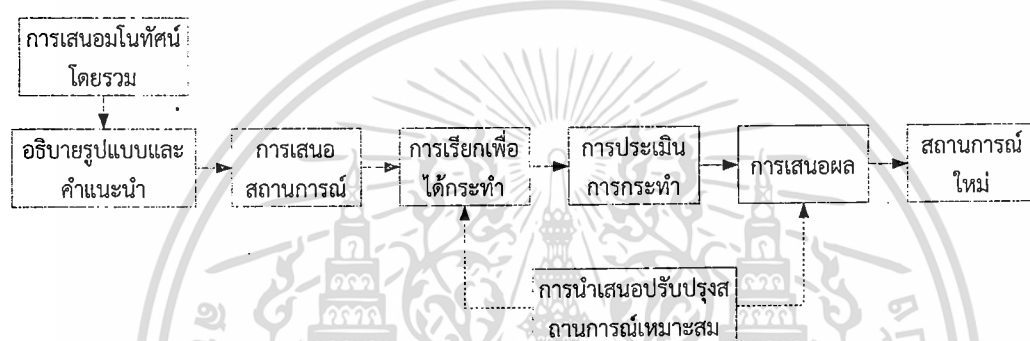 การเสนอมโนทัศน์
โดยรวม
อธิบายรูปแบบและ
คำแนะนำ
การเสนอ
สถานการณ์
การเรียกเพื่อ
ได้กระทำ
การประเมิน
การกระทำ
การเสนอผล
สถานการณ์
ใหม่
การนำเสนอปรับปรุงส
ถานการณ์เหมาะสม